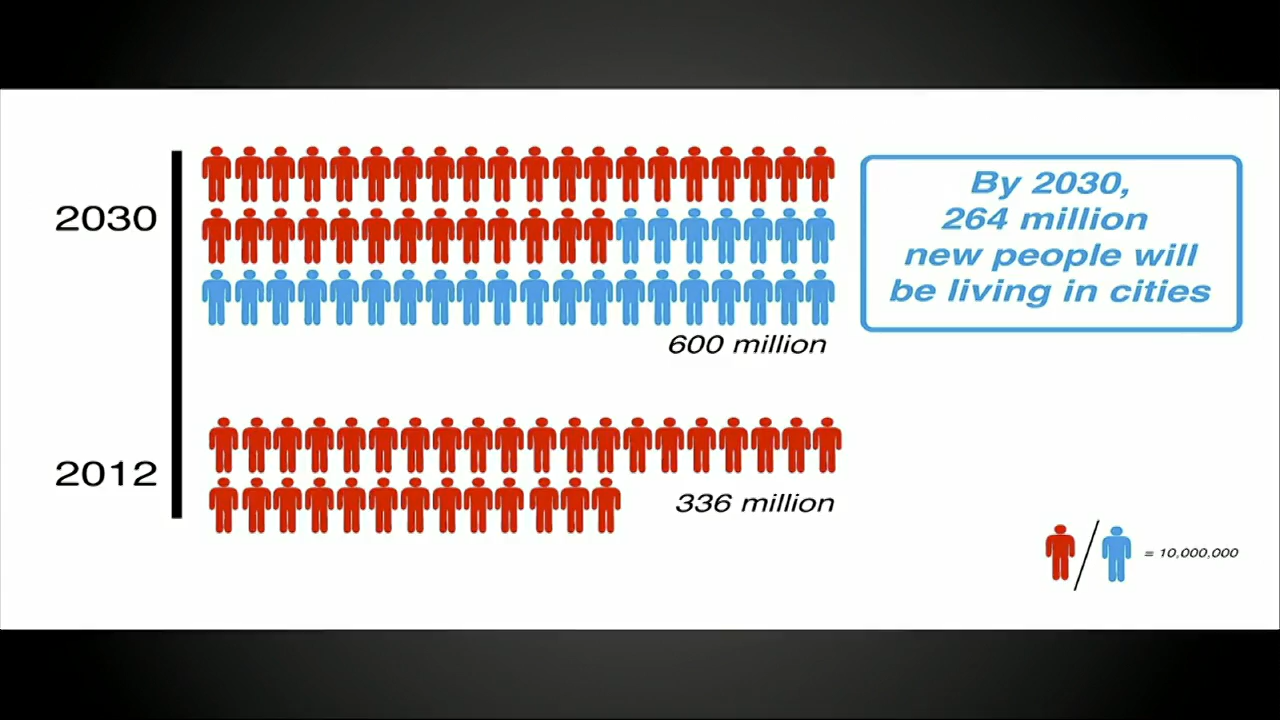 2030
By 2030,
264 million
new people will
be living in cities
600 million
2012
336 million
= 10,000,000